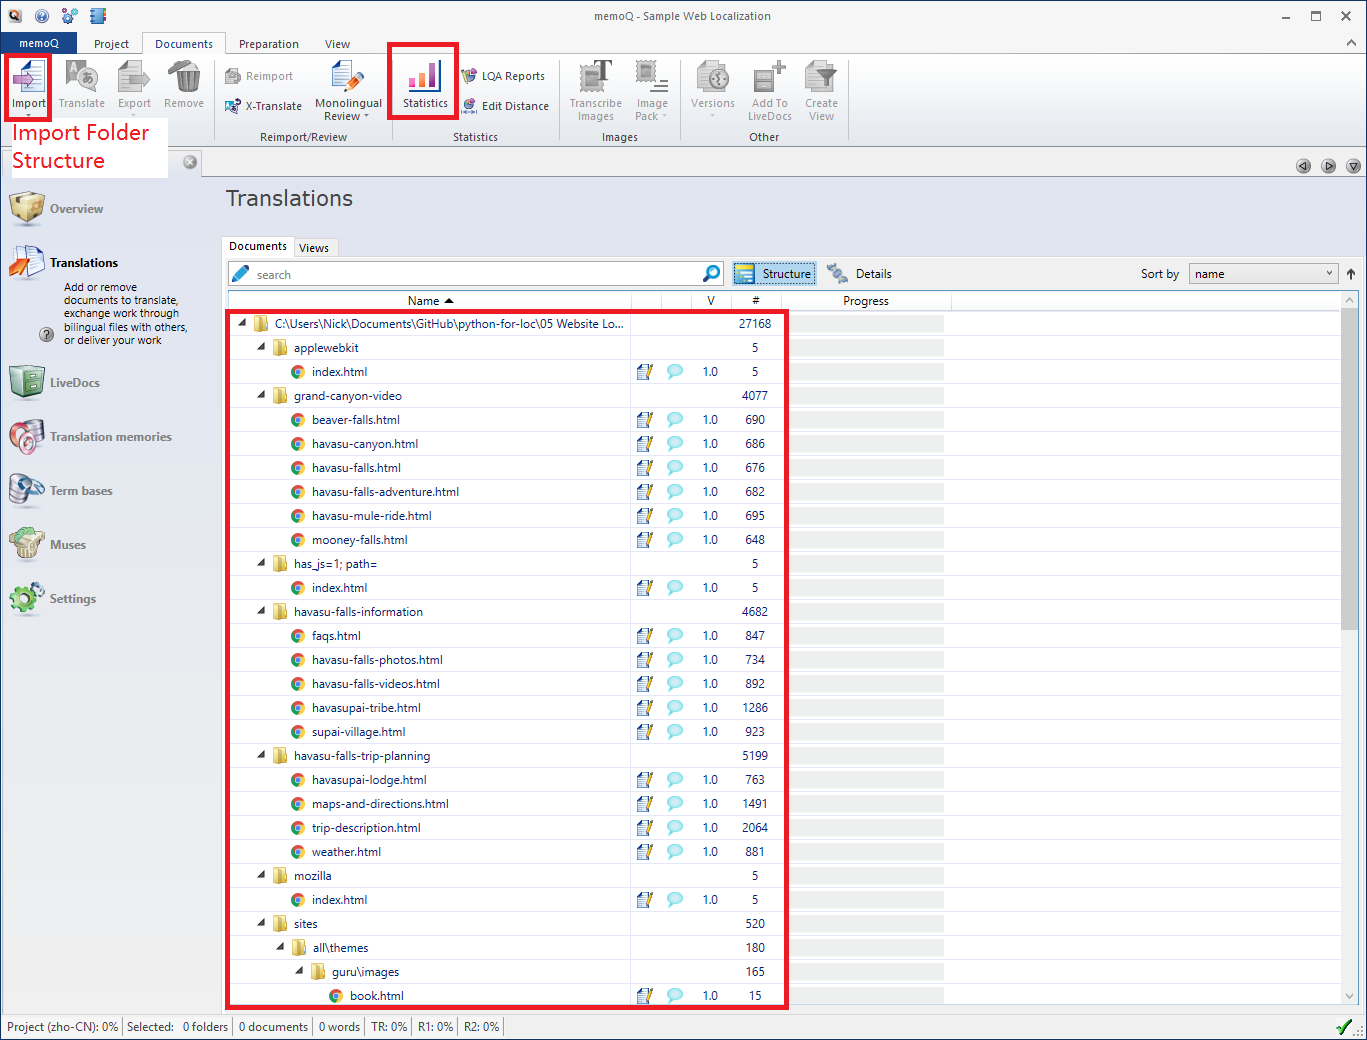 memoQ - Sample Web Localization
memoQ Project Documents Preparation View
Import Translate Export Remove
Reimport
X-Translate
Monolingual
Review
Reimport/Review
Statistics
LQA Reports
Edit Distance
Statistics
Transcribe
Images
Image
Pack
Images
Versions
Add To
LiveDocs
Create
View
Other
Import Folder
Structure
Overview
Translations
Add or remove
documents to translate,
exchange work through
bilingual files with others,
or deliver your work
LiveDocs
Translation memories
Term bases
Muses
Settings
Translations
Documents Views
search Structure Details Sort by name
Name V # Progress
C:\Users\Nick\Documents\GitHub\python-for-loc\05 Website Lo... 27168
applewebkit 5
index.html 1.0 5
grand-canyon-video 4077
beaver-falls.html 1.0 690
havasu-canyon.html 1.0 686
havasu-falls.html 1.0 676
havasu-falls-adventure.html 1.0 682
havasu-mule-ride.html 1.0 695
mooney-falls.html 1.0 648
has_js=1; path= 5
index.html 1.0 5
havasu-falls-information 4682
faqs.html 1.0 847
havasu-falls-photos.html 1.0 734
havasu-falls-videos.html 1.0 892
havasupai-tribe.html 1.0 1286
supai-village.html 1.0 923
havasu-falls-trip-planning 5199
havasupai-lodge.html 1.0 763
maps-and-directions.html 1.0 1491
trip-description.html 1.0 2064
weather.html 1.0 881
mozilla 5
index.html 1.0 5
sites 520
all\themes 180
guru\images 165
book.html 1.0 15
Project (zho-CN): 0% Selected: 0 folders 0 documents 0 words TR: 0% R1: 0% R2: 0%